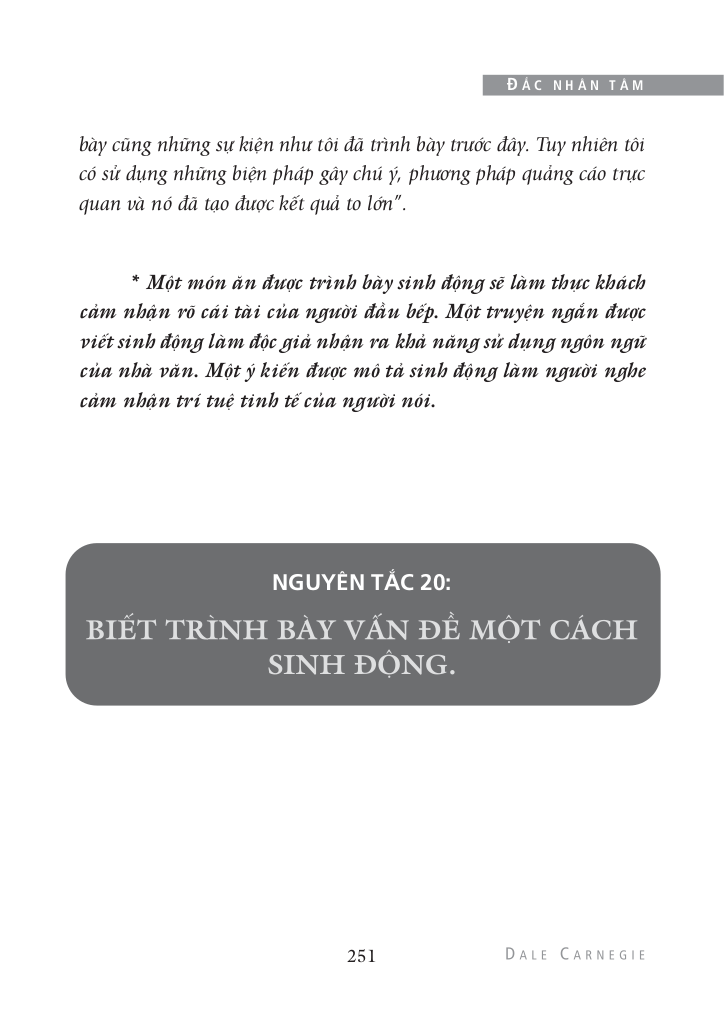 ĐẮC NHÂN TÂM
bày cũng những sự kiện như tôi đã trình bày trước đây. Tuy nhiên tôi
có sử dụng những biện pháp gây chú ý, phương pháp quảng cáo trực
quan và nó đã tạo được kết quả to lớn”.
* Một món ăn được trình bày sinh động sẽ làm thực khách
cảm nhận rõ cái tài của người đầu bếp. Một truyện ngắn được
viết sinh động làm độc giả nhận ra khả năng sử dụng ngôn ngữ
của nhà văn. Một ý kiến được mô tả sinh động làm người nghe
cảm nhận trí tuệ tinh tế của người nói.
NGUYÊN TẮC 20:
BIẾT TRÌNH BÀY VẤN ĐỀ MỘT CÁCH
SINH ĐỘNG.
251
DALE CARNEGIE